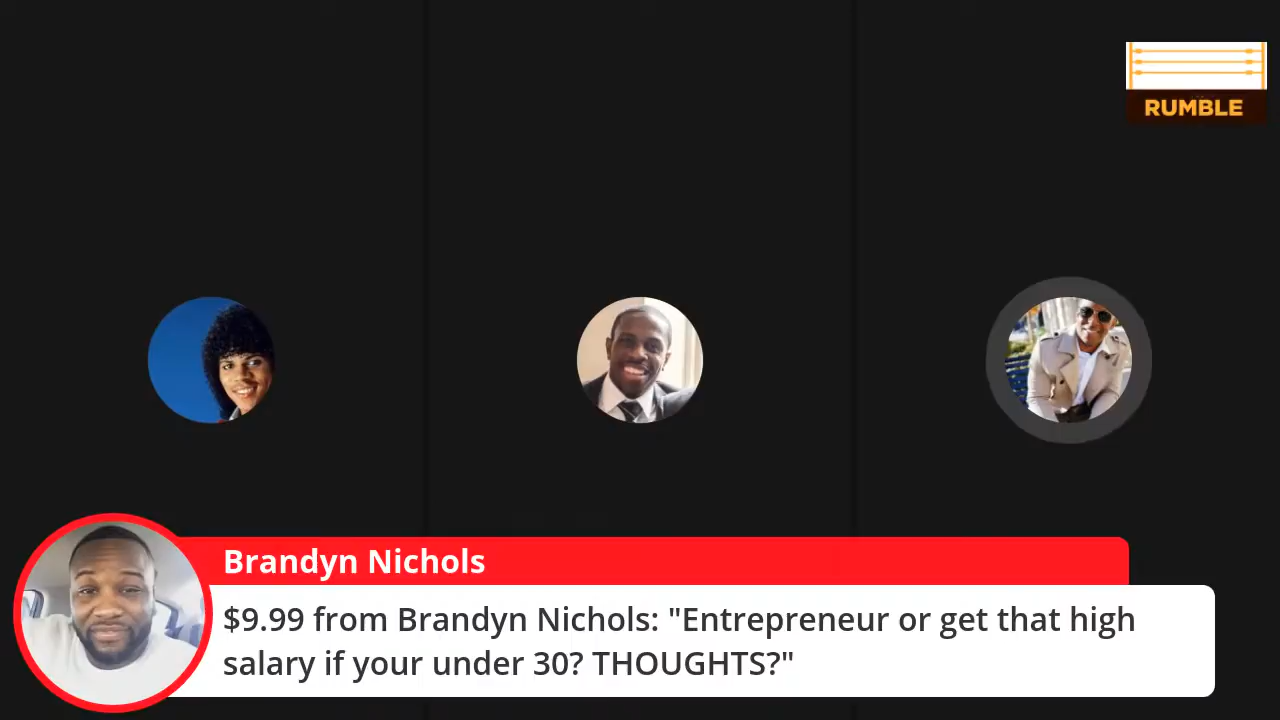 RUMBLE
Brandyn Nichols
$9.99 from Brandyn Nichols: "Entrepreneur or get that high
salary if your under 30? THOUGHTS?"